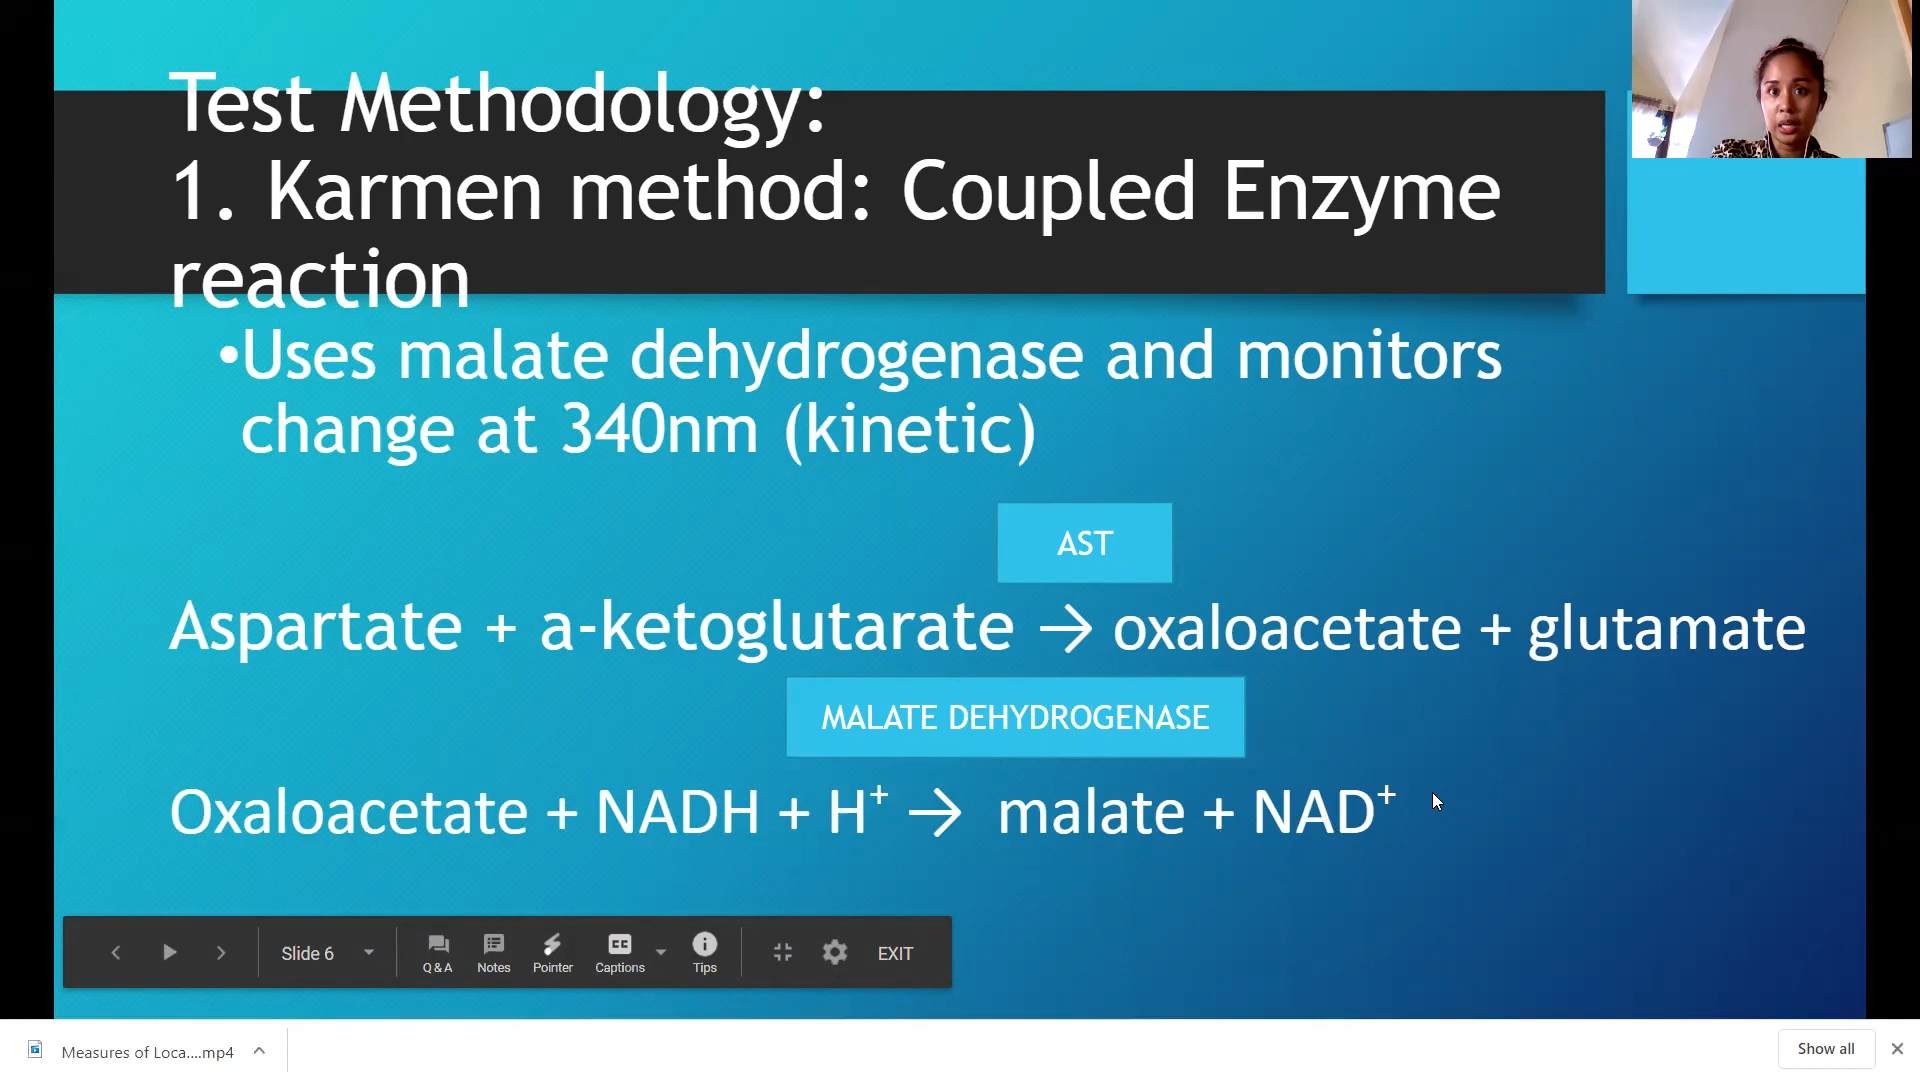 Test Methodology:
1. Karmen method: Coupled Enzyme
reaction
•Uses malate dehydrogenase and monitors
change at 340nm (kinetic)
AST
Aspartate + a-ketoglutarate → oxaloacetate + glutamate
MALATE DEHYDROGENASE
Oxaloacetate + NADH + H⁺ → malate + NAD⁺
Slide 6
Q&A
Notes
Pointer
Captions
Tips
EXIT
Measures of Loca....mp4
Show all